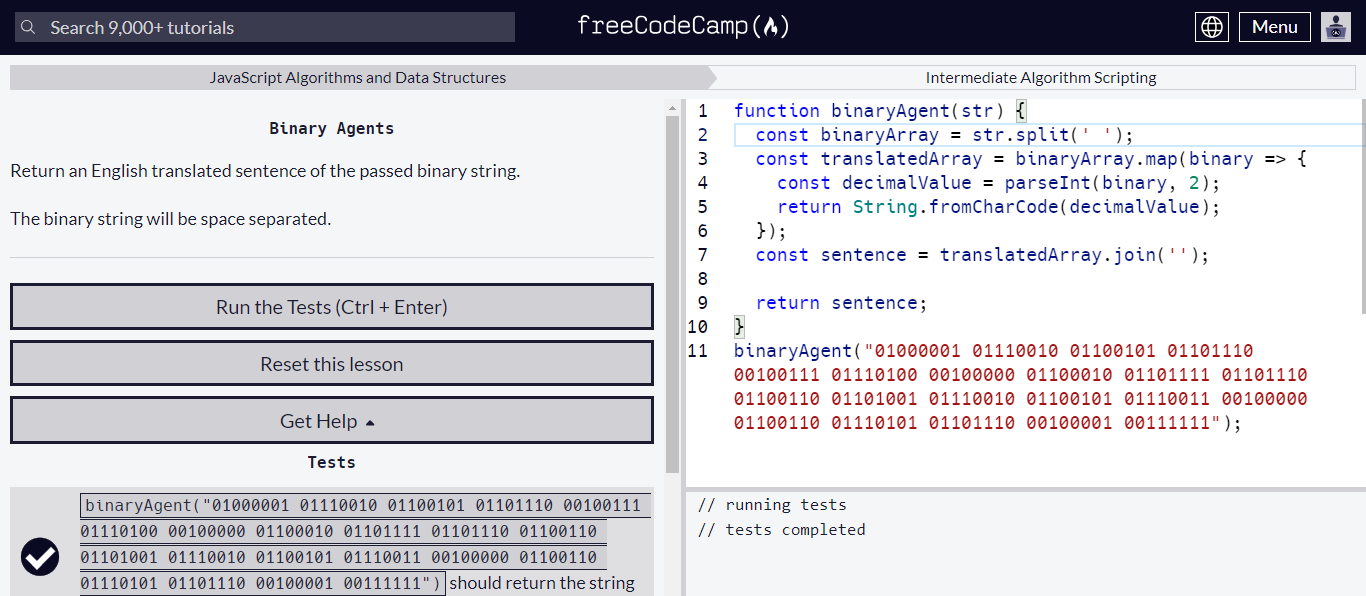 Search 9,000+ tutorials
freeCodeCamp
Menu
JavaScript Algorithms and Data Structures
Intermediate Algorithm Scripting
Binary Agents
Return an English translated sentence of the passed binary string.
The binary string will be space separated.
Run the Tests (Ctrl + Enter)
Reset this lesson
Get Help
Tests
binaryAgent("01000001 01110010 01100101 01101110 00100111
01110100 00100000 01100010 01101111 01101110 01100110
01101001 01110010 01100101 01110011 00100000 01100110
01110101 01101110 00100001 00111111") should return the string
1 function binaryAgent(str) {
2   const binaryArray = str.split(' ');
3   const translatedArray = binaryArray.map(binary => {
4     const decimalValue = parseInt(binary, 2);
5     return String.fromCharCode(decimalValue);
6   });
7   const sentence = translatedArray.join('');
8
9   return sentence;
10 }
11 binaryAgent("01000001 01110010 01100101 01101110
00100111 01110100 00100000 01100010 01101111 01101110
01100110 01101001 01110010 01100101 01110011 00100000
01100110 01110101 01101110 00100001 00111111");
// running tests
// tests completed